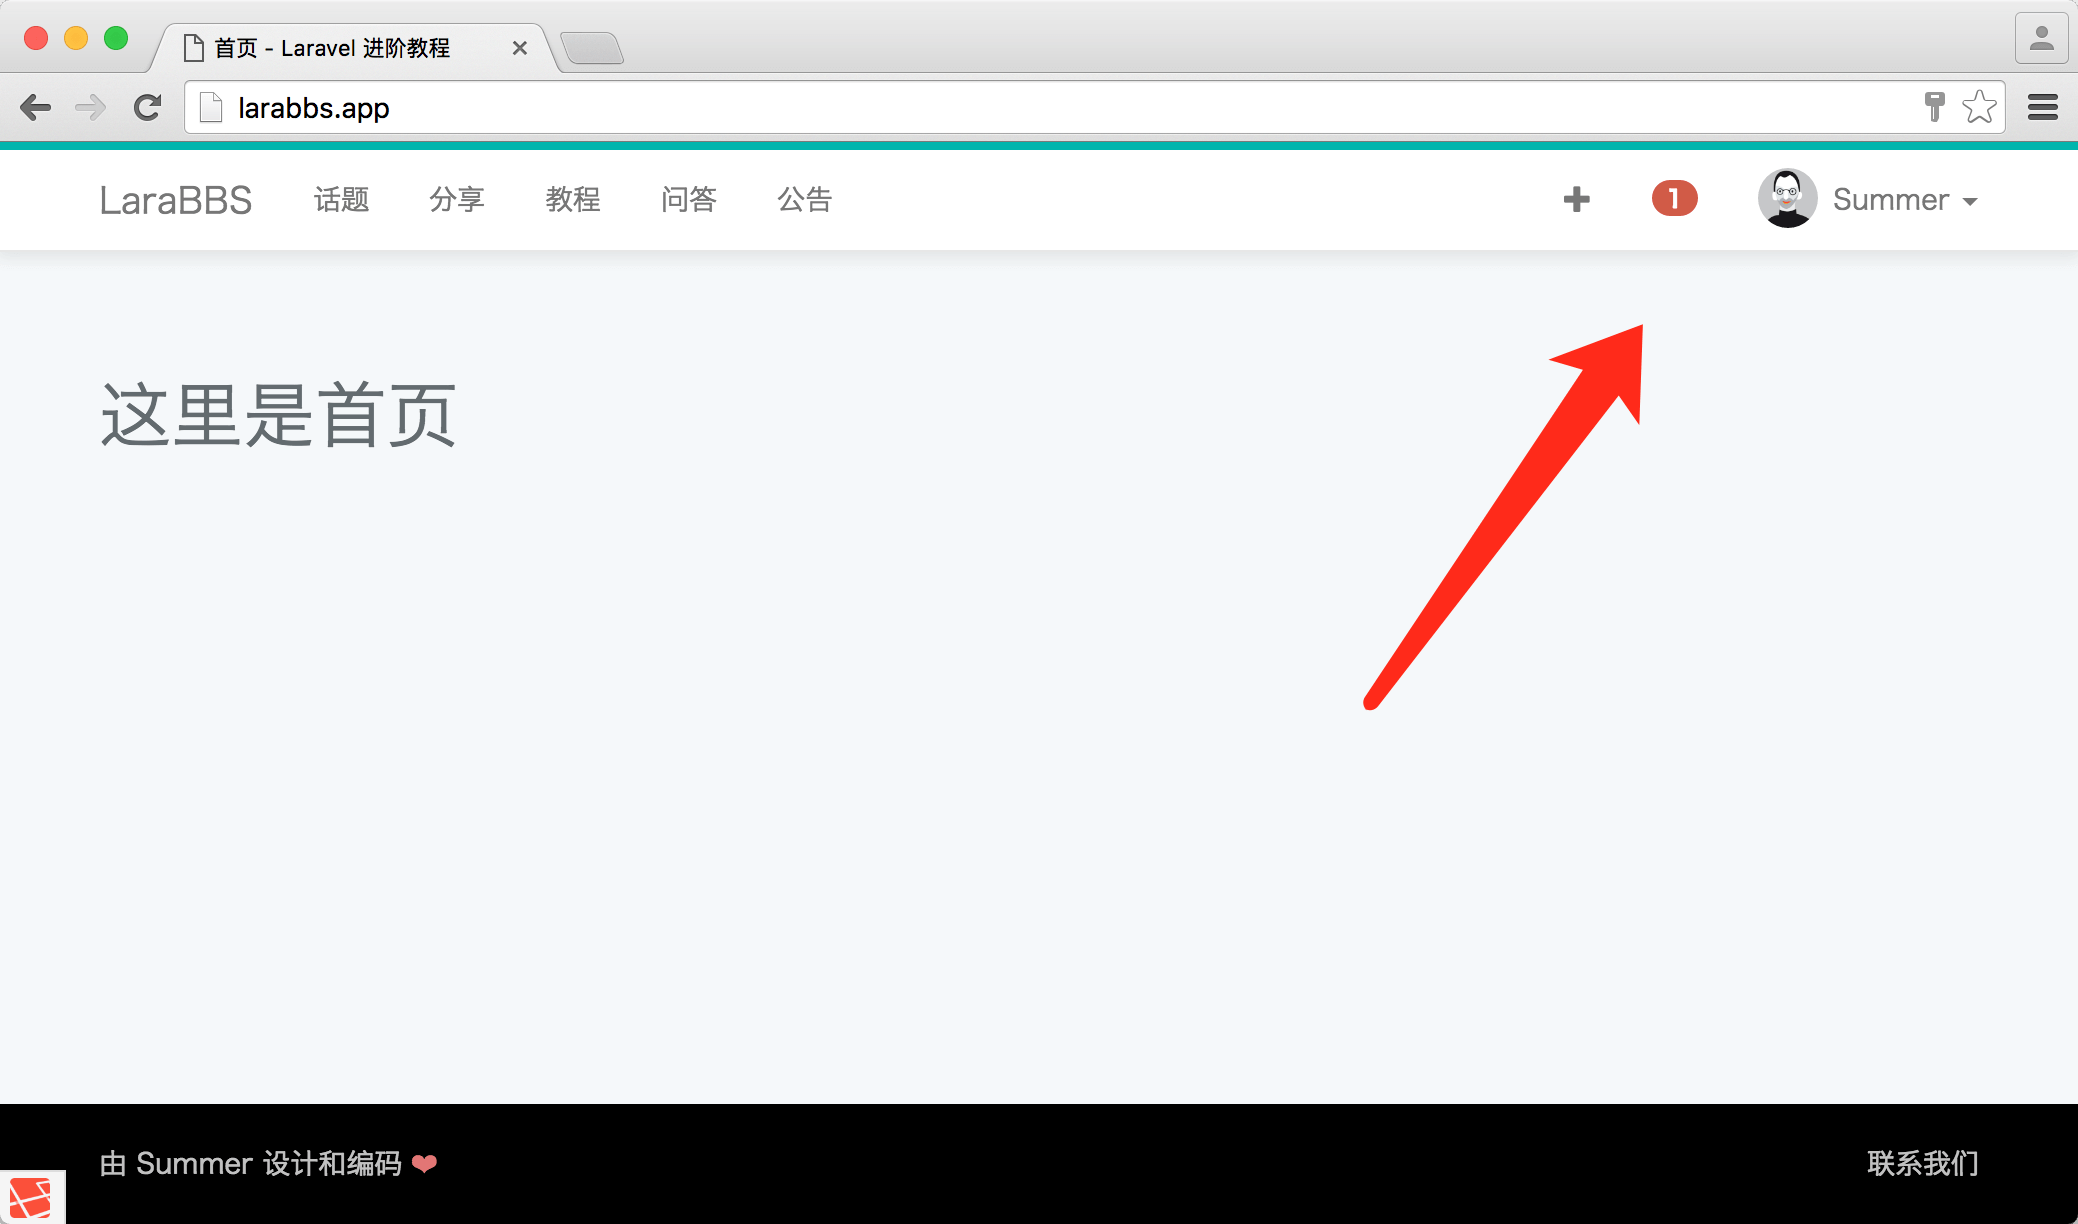 首页 - Laravel 进阶教程
larabbs.app
LaraBBS 话题 分享 教程 问答 公告 1 Summer
这里是首页
由 Summer 设计和编码 ❤ 联系我们